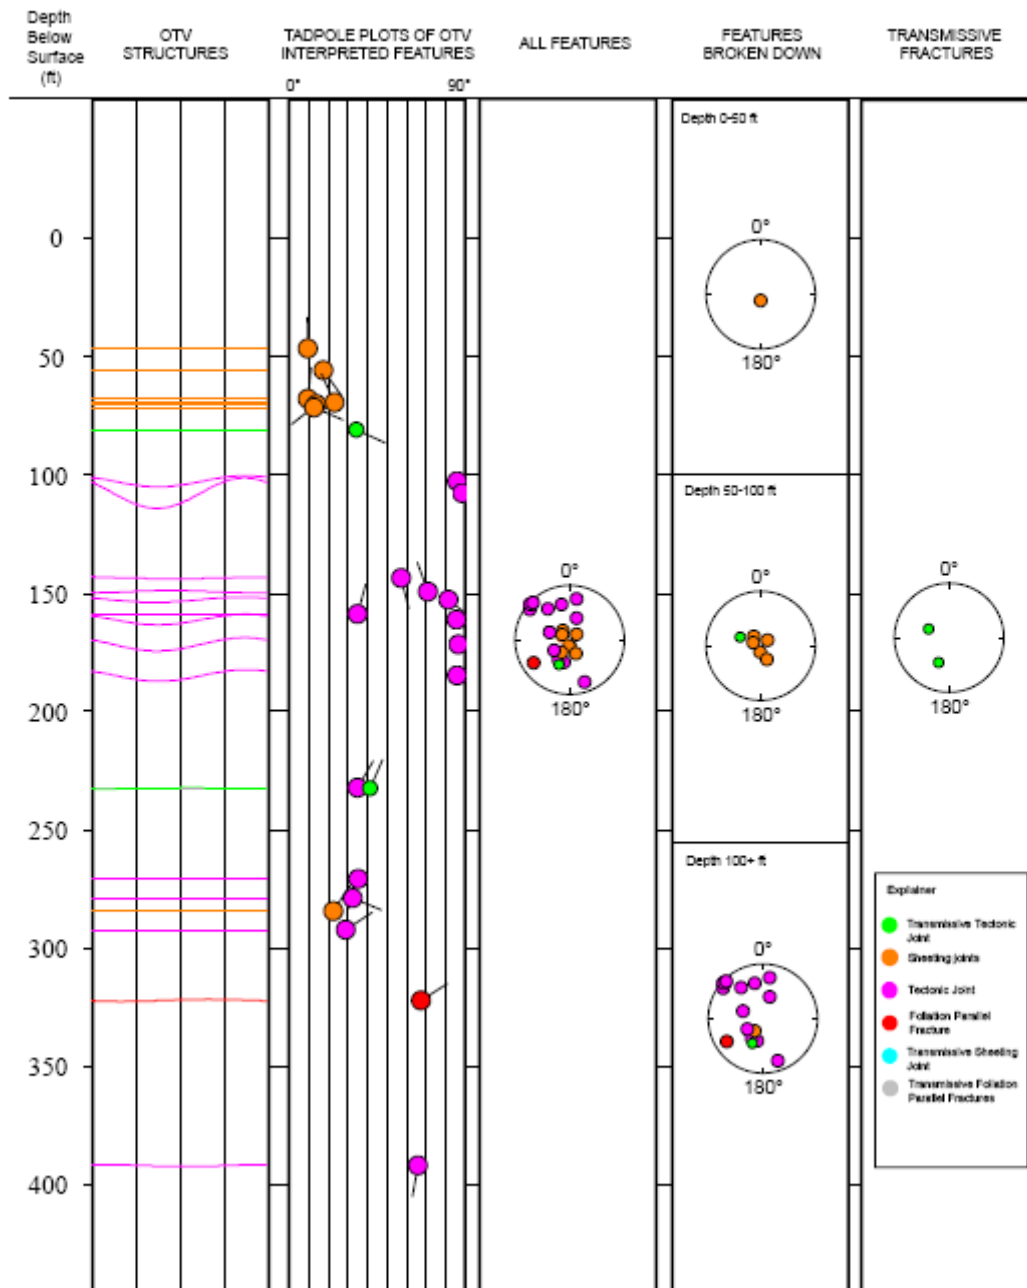 Depth
Below
Surface
(ft)
OTV
STRUCTURES
TADPOLE PLOTS OF OTV
INTERPRETED FEATURES
ALL FEATURES
FEATURES
BROKEN DOWN
TRANSMISSIVE
FRACTURES
0°
90°
0
50
100
150
200
250
300
350
400
0°
180°
Depth 0-50 ft
0°
180°
Depth 50-100 ft
0°
180°
Depth 100+ ft
0°
180°
0°
180°
Explainer
Transmissive Tectonic
Joint
Sheeting joints
Tectonic Joint
Foliation Parallel
Fracture
Transmissive Sheeting
Joint
Transmissive Foliation
Parallel Fractures